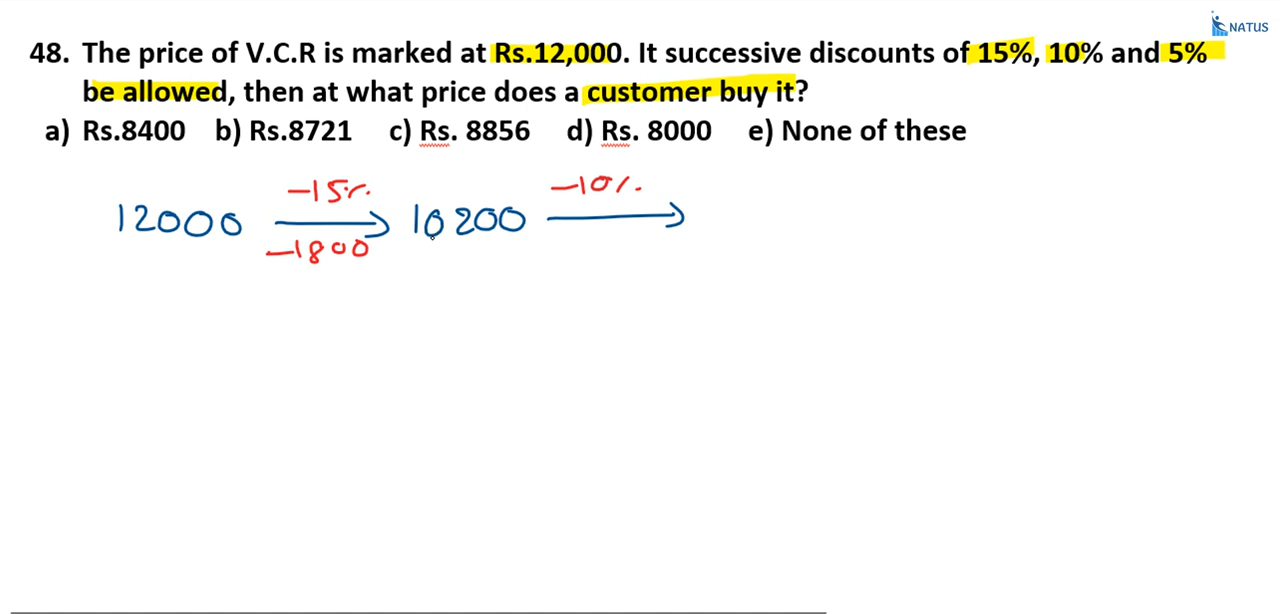 NATUS
48. The price of V.C.R is marked at Rs.12,000. It successive discounts of 15%, 10% and 5%
be allowed, then at what price does a customer buy it?
a) Rs.8400 b) Rs.8721 c) Rs. 8856 d) Rs. 8000 e) None of these
-15% -10%
12000 10200
-1800